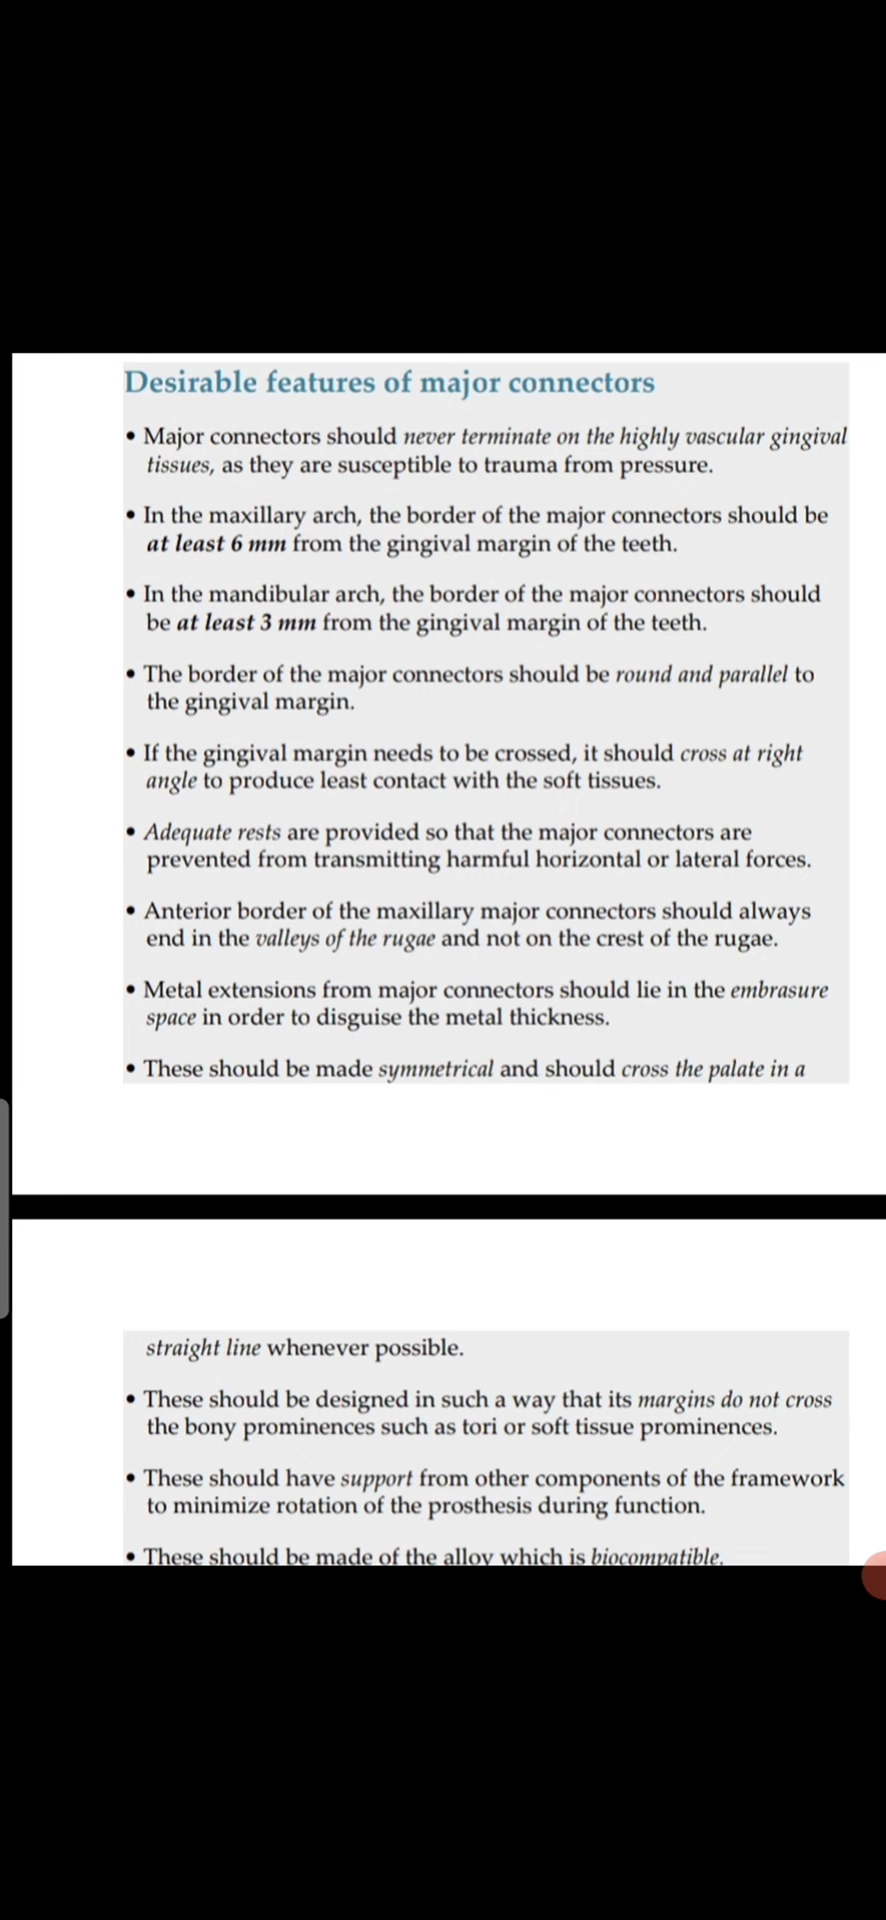 Desirable features of major connectors
• Major connectors should never terminate on the highly vascular gingival
tissues, as they are susceptible to trauma from pressure.
• In the maxillary arch, the border of the major connectors should be
at least 6 mm from the gingival margin of the teeth.
• In the mandibular arch, the border of the major connectors should
be at least 3 mm from the gingival margin of the teeth.
• The border of the major connectors should be round and parallel to
the gingival margin.
• If the gingival margin needs to be crossed, it should cross at right
angle to produce least contact with the soft tissues.
• Adequate rests are provided so that the major connectors are
prevented from transmitting harmful horizontal or lateral forces.
• Anterior border of the maxillary major connectors should always
end in the valleys of the rugae and not on the crest of the rugae.
• Metal extensions from major connectors should lie in the embrasure
space in order to disguise the metal thickness.
• These should be made symmetrical and should cross the palate in a
straight line whenever possible.
• These should be designed in such a way that its margins do not cross
the bony prominences such as tori or soft tissue prominences.
• These should have support from other components of the framework
to minimize rotation of the prosthesis during function.
• These should be made of the alloy which is biocompatible.